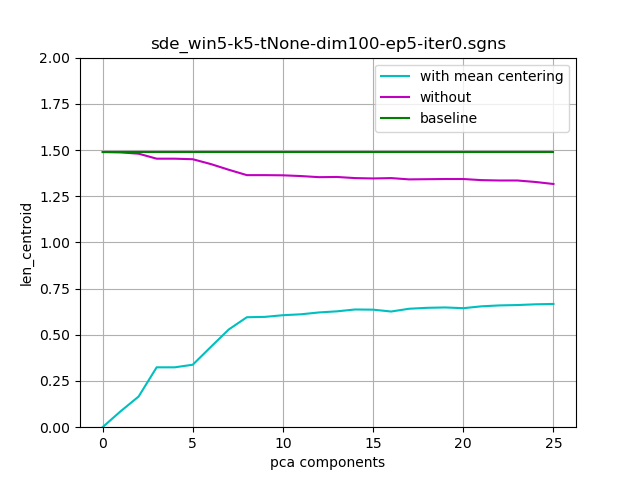 sde_win5-k5-tNone-dim100-ep5-iter0.sgns
with mean centering
without
baseline
2.00
1.75
1.50
1.25
1.00
0.75
0.50
0.25
0.00
len_centroid
0 5 10 15 20 25
pca components